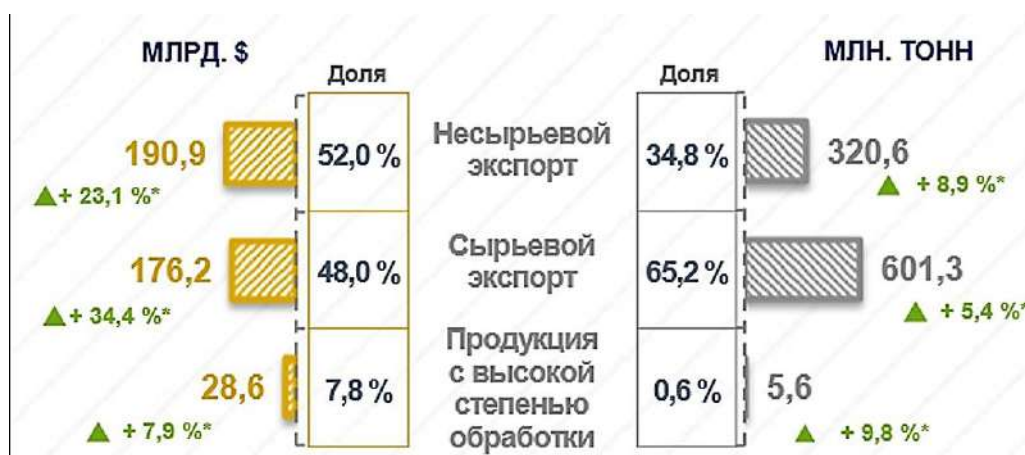 МЛРД. $
МЛН. ТОНН
Доля
Доля
190,9
52,0 %
Несырьевой
экспорт
34,8 %
320,6
+ 23,1 %*
+ 8,9 %*
176,2
48,0 %
Сырьевой
экспорт
65,2 %
601,3
+ 34,4 %*
+ 5,4 %*
28,6
7,8 %
Продукция
с высокой
степенью
обработки
0,6 %
5,6
+ 7,9 %*
+ 9,8 %*